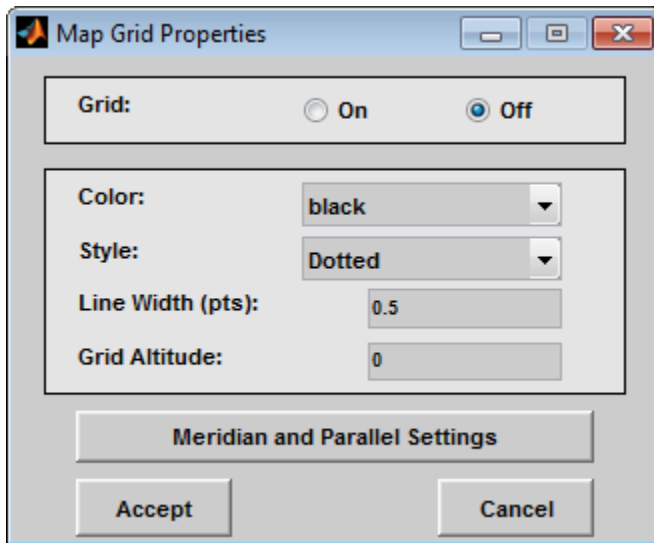 Map Grid Properties
Grid: On Off
Color: black
Style: Dotted
Line Width (pts): 0.5
Grid Altitude: 0
Meridian and Parallel Settings
Accept Cancel